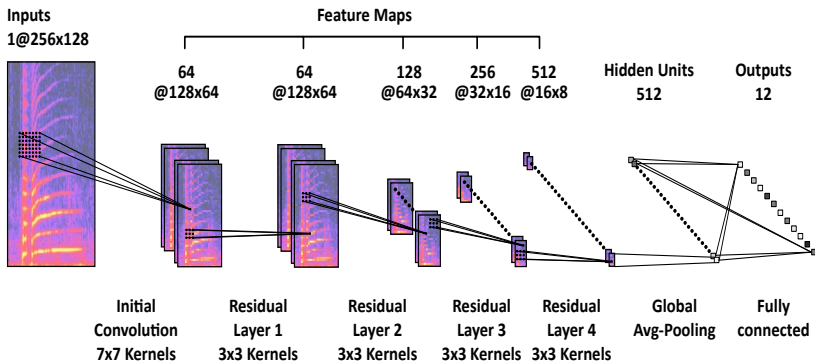 Inputs
1@256x128
Feature Maps
64
@128x64
64
@128x64
128
@64x32
256
@32x16
512
@16x8
Hidden Units
512
Outputs
12
Initial
Convolution
7x7 Kernels
Residual
Layer 1
3x3 Kernels
Residual
Layer 2
3x3 Kernels
Residual
Layer 3
3x3 Kernels
Residual
Layer 4
3x3 Kernels
Global
Avg-Pooling
Fully
connected